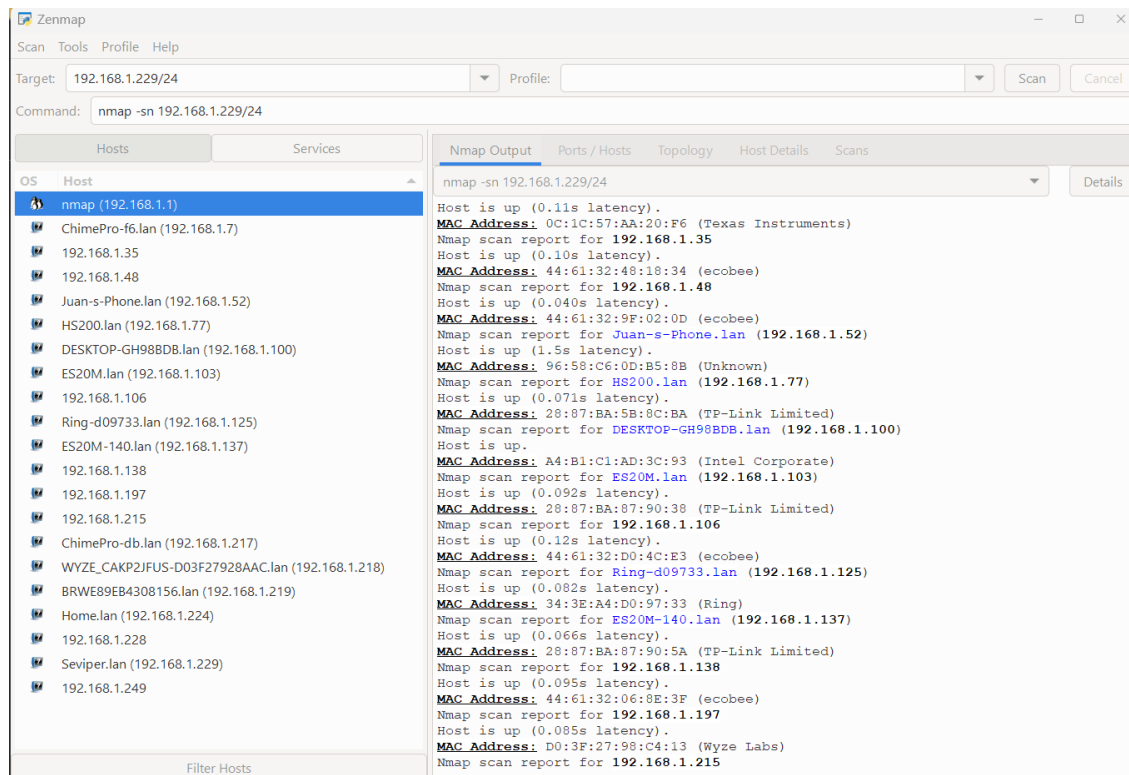 Zenmap
Scan Tools Profile Help
Target: 192.168.1.229/24 Profile: Scan Cancel
Command: nmap -sn 192.168.1.229/24
Hosts Services
OS Host
nmap (192.168.1.1)
ChimePro-f6.lan (192.168.1.7)
192.168.1.35
192.168.1.48
Juan-s-Phone.lan (192.168.1.52)
HS200.lan (192.168.1.77)
DESKTOP-GH98BDB.lan (192.168.1.100)
ES20M.lan (192.168.1.103)
192.168.1.106
Ring-d09733.lan (192.168.1.125)
ES20M-140.lan (192.168.1.137)
192.168.1.138
192.168.1.197
192.168.1.215
ChimePro-db.lan (192.168.1.217)
WYZE_CAKP2JFUS-D03F27928AAC.lan (192.168.1.218)
BRWE89EB4308156.lan (192.168.1.219)
Home.lan (192.168.1.224)
192.168.1.228
Seviper.lan (192.168.1.229)
192.168.1.249
Filter Hosts
Nmap Output Ports / Hosts Topology Host Details Scans
nmap -sn 192.168.1.229/24 Details
Host is up (0.11s latency).
MAC Address: 0C:1C:57:AA:20:F6 (Texas Instruments)
Nmap scan report for 192.168.1.35
Host is up (0.10s latency).
MAC Address: 44:61:32:48:18:34 (ecobee)
Nmap scan report for 192.168.1.48
Host is up (0.040s latency).
MAC Address: 44:61:32:9F:02:0D (ecobee)
Nmap scan report for Juan-s-Phone.lan (192.168.1.52)
Host is up (1.5s latency).
MAC Address: 96:58:C6:0D:B5:8B (Unknown)
Nmap scan report for HS200.lan (192.168.1.77)
Host is up (0.071s latency).
MAC Address: 28:87:BA:5B:8C:BA (TP-Link Limited)
Nmap scan report for DESKTOP-GH98BDB.lan (192.168.1.100)
Host is up.
MAC Address: A4:B1:C1:AD:3C:93 (Intel Corporate)
Nmap scan report for ES20M.lan (192.168.1.103)
Host is up (0.092s latency).
MAC Address: 28:87:BA:87:90:38 (TP-Link Limited)
Nmap scan report for 192.168.1.106
Host is up (0.12s latency).
MAC Address: 44:61:32:D0:4C:E3 (ecobee)
Nmap scan report for Ring-d09733.lan (192.168.1.125)
Host is up (0.082s latency).
MAC Address: 34:3E:A4:D0:97:33 (Ring)
Nmap scan report for ES20M-140.lan (192.168.1.137)
Host is up (0.066s latency).
MAC Address: 28:87:BA:87:90:5A (TP-Link Limited)
Nmap scan report for 192.168.1.138
Host is up (0.095s latency).
MAC Address: 44:61:32:06:8E:3F (ecobee)
Nmap scan report for 192.168.1.197
Host is up (0.085s latency).
MAC Address: D0:3F:27:98:C4:13 (Wyze Labs)
Nmap scan report for 192.168.1.215